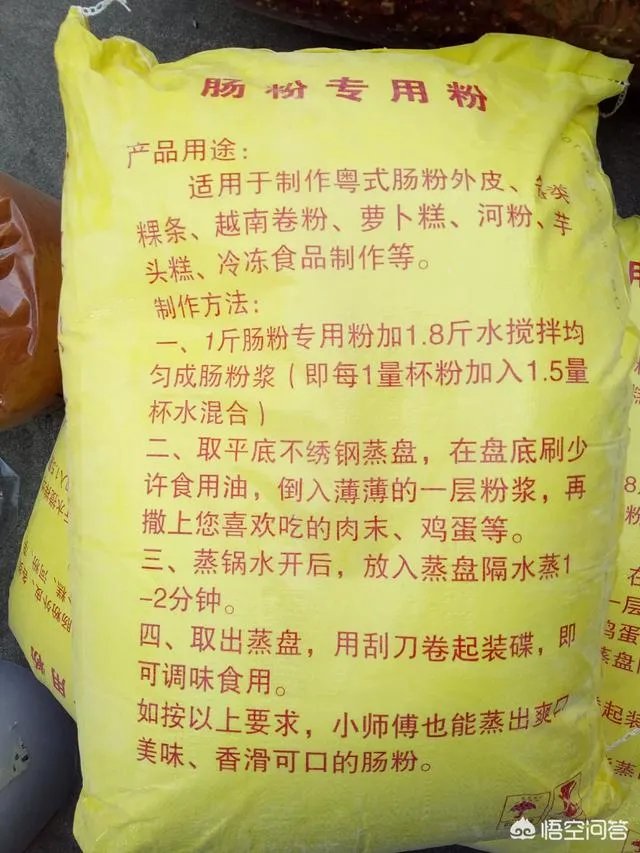 肠粉专用粉
产品用途：
适用于制作粤式肠粉外皮、各类
粿条、越南卷粉、萝卜糕、河粉、芋
头糕、冷冻食品制作等。
制作方法：
一、1斤肠粉专用粉加1.8斤水搅拌均
匀成肠粉浆（即每1量杯粉加入1.5量
杯水混合）
二、取平底不绣钢蒸盘，在盘底刷少
许食用油，倒入薄薄的一层粉浆，再
撒上您喜欢吃的肉末、鸡蛋等。
三、蒸锅水开后，放入蒸盘隔水蒸1
-2分钟。
四、取出蒸盘，用刮刀卷起装碟，即
可调味食用。
如按以上要求，小师傅也能蒸出爽口
美味、香滑可口的肠粉。
悟空问答